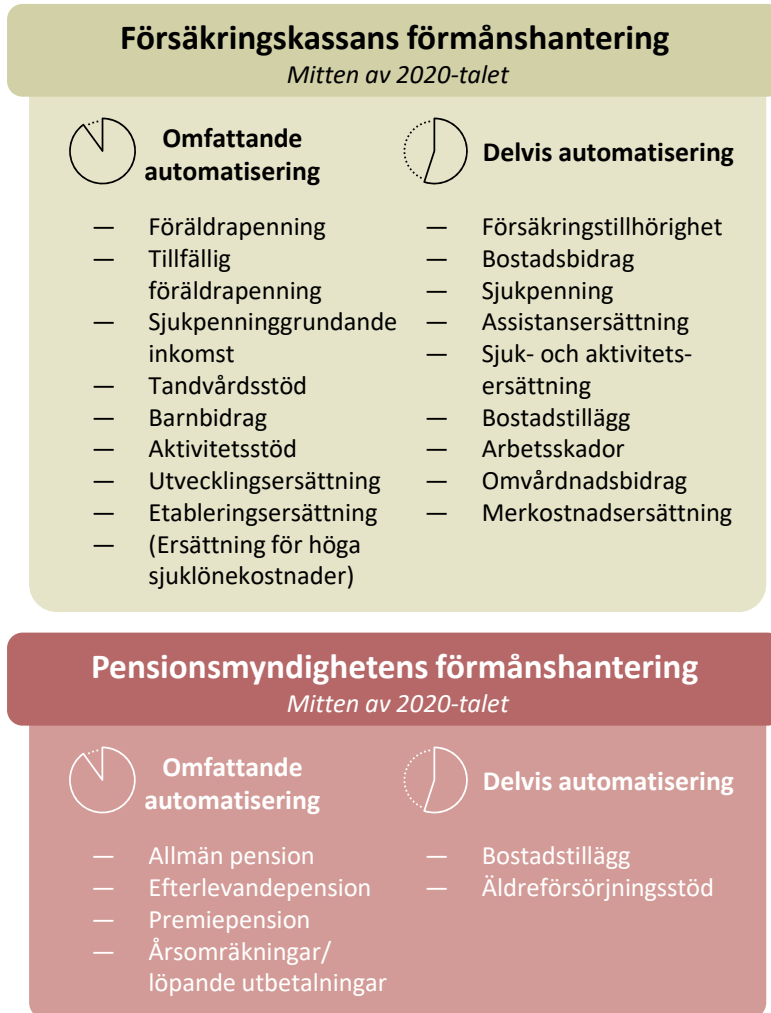 Försäkringskassans förmånshantering
Mitten av 2020-talet
Omfattande
automatisering
— Föräldrapenning
— Tillfällig
föräldrapenning
— Sjukpenninggrundande
inkomst
— Tandvårdsstöd
— Barnbidrag
— Aktivitetsstöd
— Utvecklingsersättning
— Etableringsersättning
— (Ersättning för höga
sjuklönekostnader)
Delvis automatisering
— Försäkringstillhörighet
— Bostadsbidrag
— Sjukpenning
— Assistansersättning
— Sjuk- och aktivitets-
ersättning
— Bostadstillägg
— Arbetsskador
— Omvårdnadsbidrag
— Merkostnadsersättning
Pensionsmyndighetens förmånshantering
Mitten av 2020-talet
Omfattande
automatisering
— Allmän pension
— Efterlevandepension
— Premiepension
— Årsomräkningar/
löpande utbetalningar
Delvis automatisering
— Bostadstillägg
— Äldreförsörjningsstöd